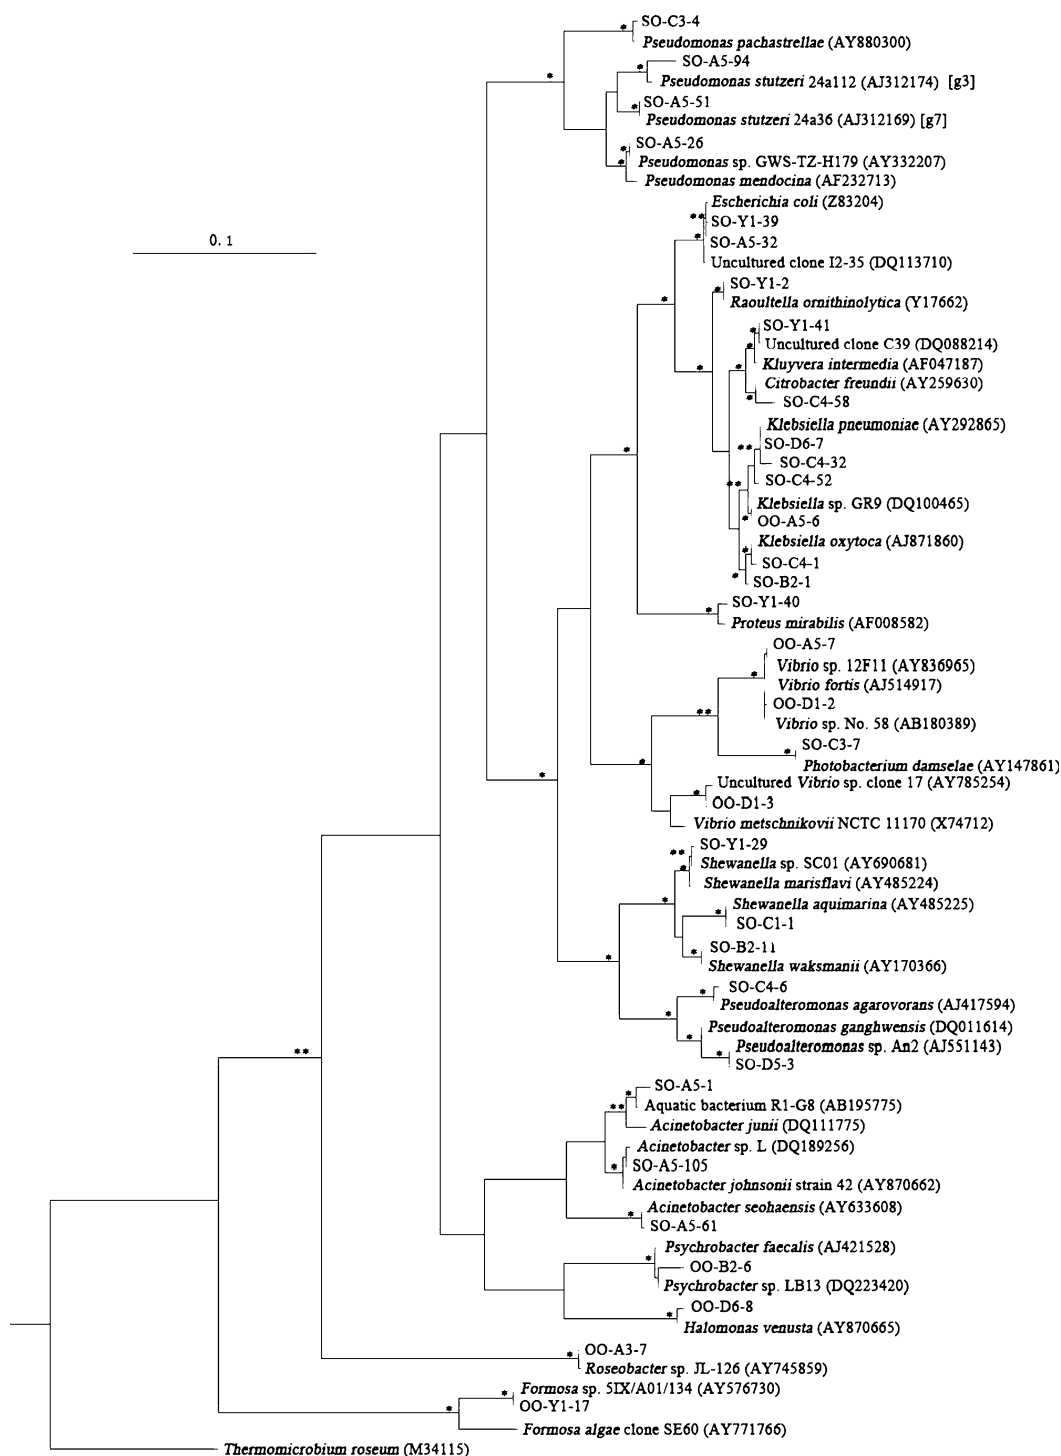 SO-C3-4
Pseudomonas pachastrellae (AY880300)
SO-A5-94
Pseudomonas stutzeri 24a112 (AJ312174) [g3]
SO-A5-51
Pseudomonas stutzeri 24a36 (AJ312169) [g7]
SO-A5-26
Pseudomonas sp. GWS-TZ-H179 (AY332207)
Pseudomonas mendocina (AF232713)
Escherichia coli (Z83204)
SO-Y1-39
0.1
SO-A5-32
Uncultured clone I2-35 (DQ113710)
SO-Y1-2
Raoultella ornithinolytica (Y17662)
SO-Y1-41
Uncultured clone C39 (DQ088214)
Kluyvera intermedia (AF047187)
Citrobacter freundii (AY259630)
SO-C4-58
Klebsiella pneumoniae (AY292865)
SO-D6-7
SO-C4-32
SO-C4-52
Klebsiella sp. GR9 (DQ100465)
OO-A5-6
Klebsiella oxytoca (AJ871860)
SO-C4-1
SO-B2-1
SO-Y1-40
Proteus mirabilis (AF008582)
OO-A5-7
Vibrio sp. 12F11 (AY836965)
Vibrio fortis (AJ514917)
OO-D1-2
Vibrio sp. No. 58 (AB180389)
SO-C3-7
Photobacterium damselae (AY147861)
Uncultured Vibrio sp. clone 17 (AY785254)
OO-D1-3
Vibrio metschnikovii NCTC 11170 (X74712)
SO-Y1-29
Shewanella sp. SC01 (AY690681)
Shewanella marisflavi (AY485224)
Shewanella aquimarina (AY485225)
SO-C1-1
SO-B2-11
Shewanella waksmanii (AY170366)
SO-C4-6
Pseudoalteromonas agarovorans (AJ417594)
Pseudoalteromonas ganghwensis (DQ011614)
Pseudoalteromonas sp. An2 (AJ551143)
SO-D5-3
SO-A5-1
Aquatic bacterium R1-G8 (AB195775)
Acinetobacter junii (DQ111775)
Acinetobacter sp. L (DQ189256)
SO-A5-105
Acinetobacter johnsonii strain 42 (AY870662)
Acinetobacter seohaensis (AY633608)
SO-A5-61
Psychrobacter faecalis (AJ421528)
OO-B2-6
Psychrobacter sp. LB13 (DQ223420)
OO-D6-8
Halomonas venusta (AY870665)
OO-A3-7
Roseobacter sp. JL-126 (AY745859)
Formosa sp. 5IX/A01/134 (AY576730)
OO-Y1-17
Formosa algae clone SE60 (AY771766)
Thermomicrobium roseum (M34115)